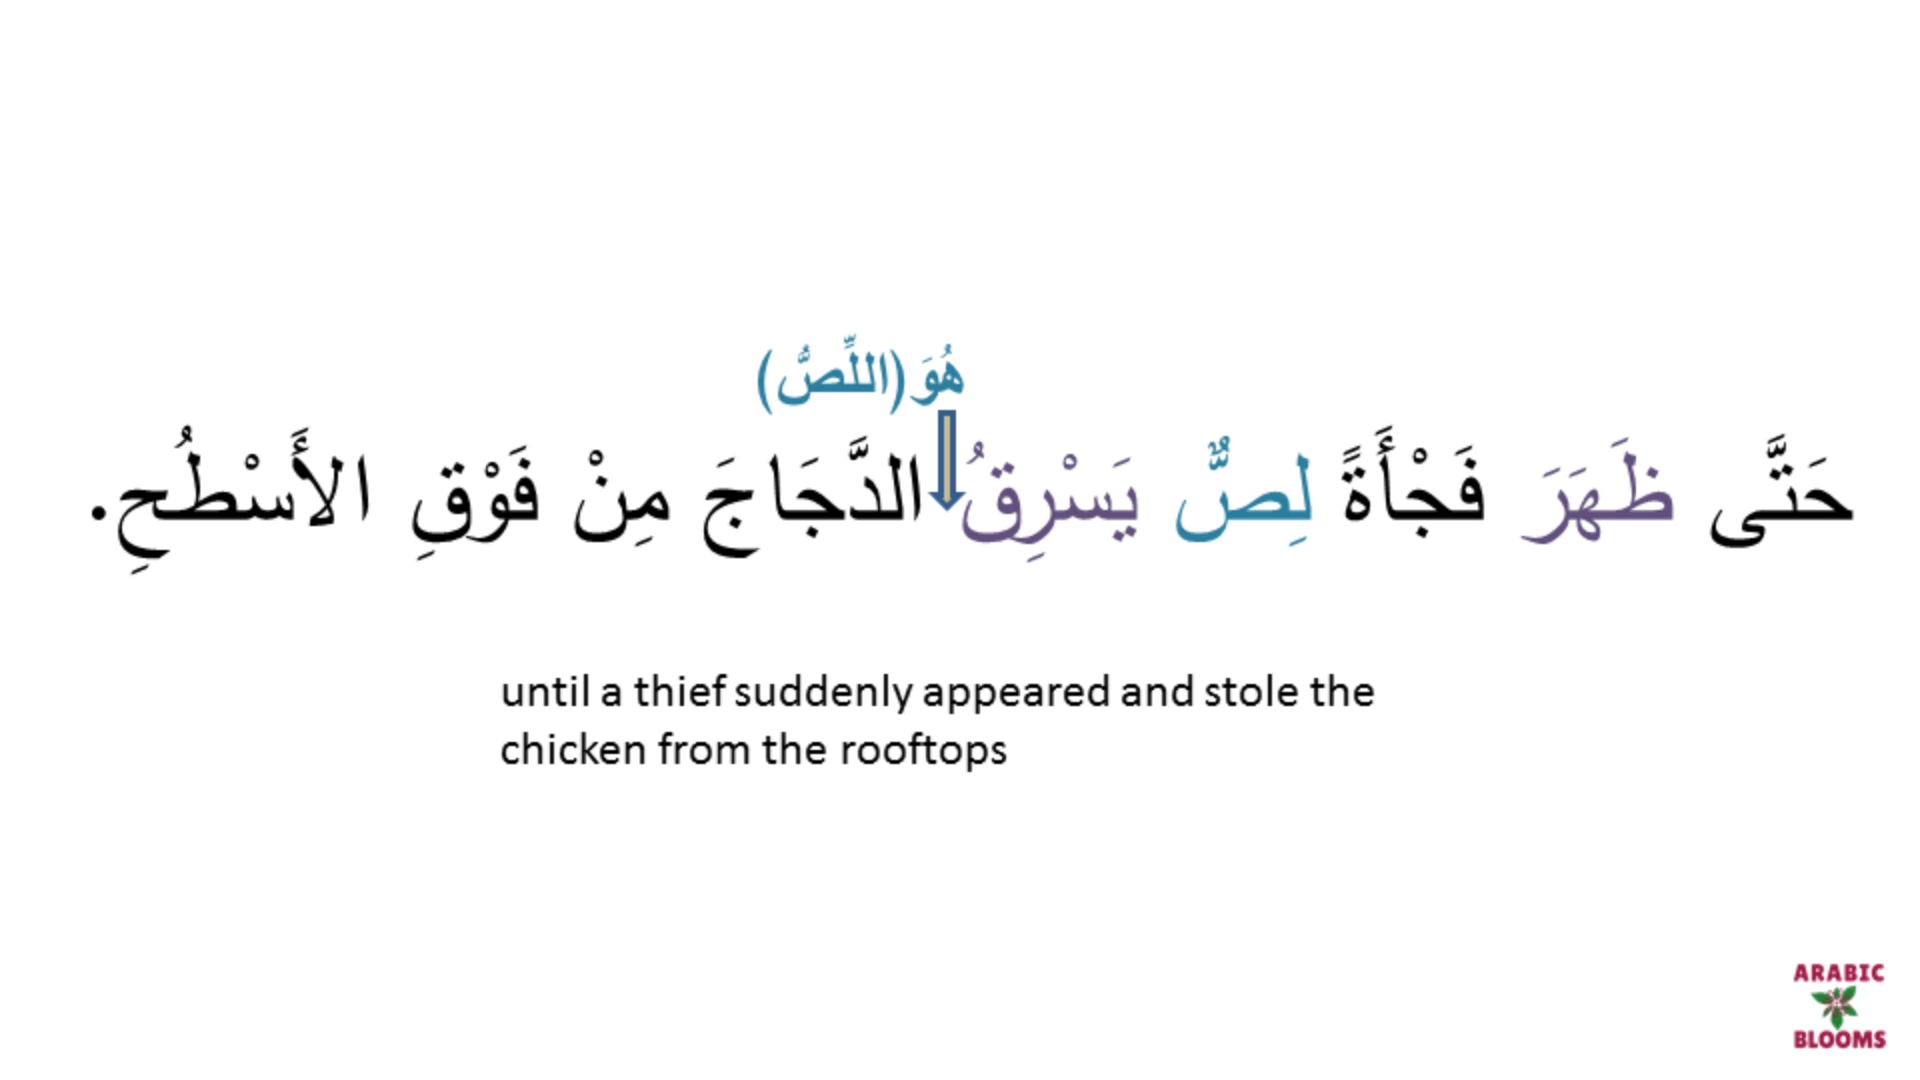 هُوَ (اللِّصُّ)
حَتَّى ظَهَرَ فَجْأَةً لِصٌّ يَسْرِقُ الدَّجَاجَ مِنْ فَوْقِ الأَسْطُحِ.
until a thief suddenly appeared and stole the
chicken from the rooftops
ARABIC
BLOOMS